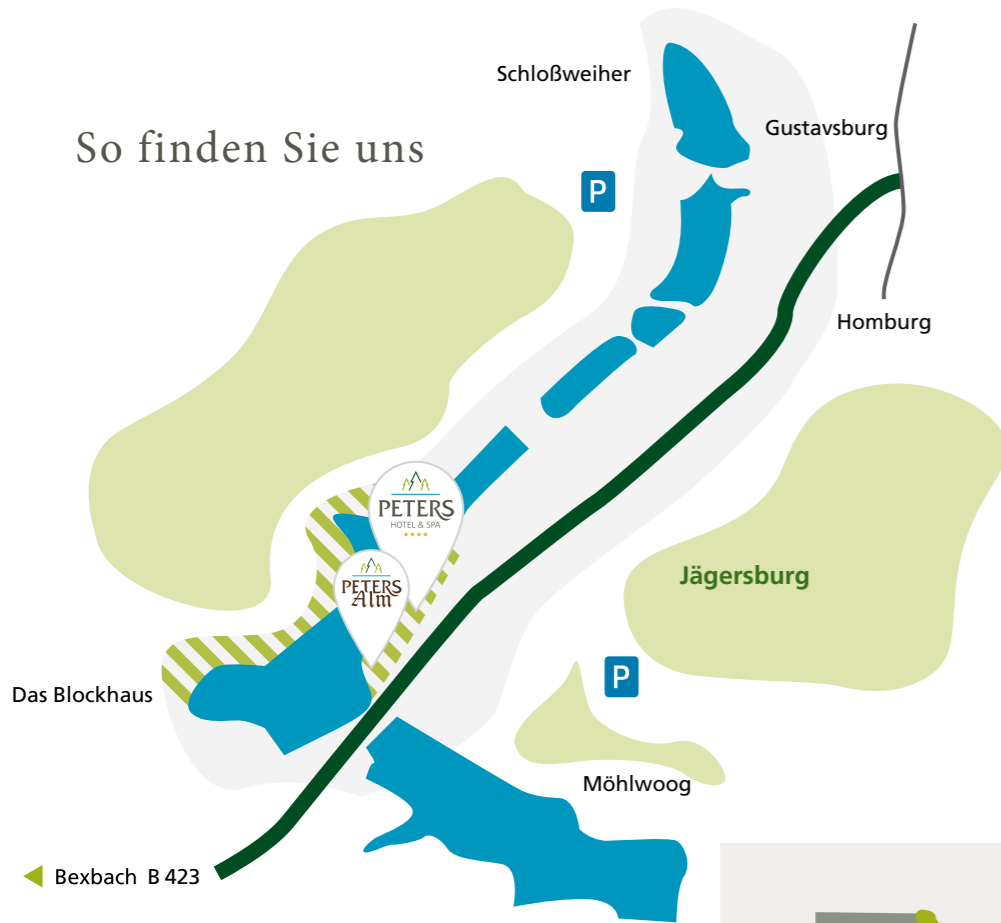 Schloßweiher
Gustavsburg
So finden Sie uns
P
Homburg
PETERS
HOTEL & SPA
PETERS
Alm
Jägersburg
P
Das Blockhaus
Möhlwoog
Bexbach B 423